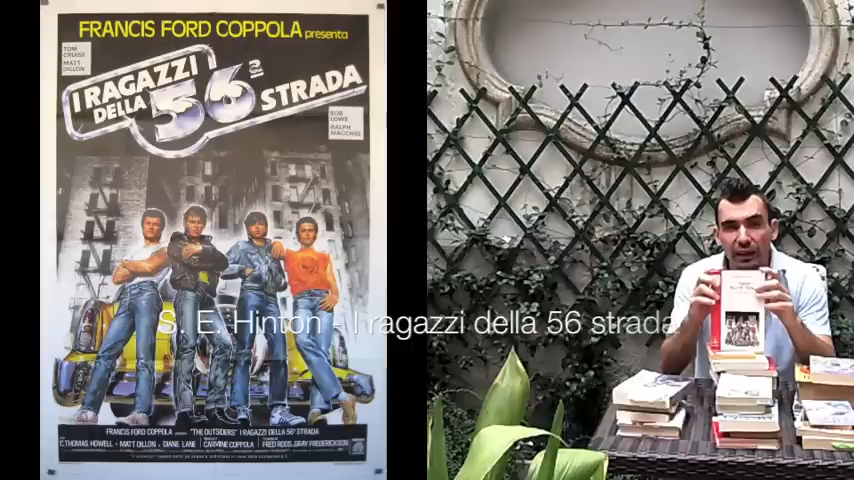 FRANCIS FORD COPPOLA presenta
TOM CRUISE
MATT DILLON
I RAGAZZI
DELLA 56ª STRADA
ROB LOWE
RALPH MACCHIO
S. E. Hinton - I ragazzi della 56 strada
FRANCIS FORD COPPOLA "THE OUTSIDERS" I RAGAZZI DELLA 56ª STRADA
C. THOMAS HOWELL • MATT DILLON • DIANE LANE CARMINE COPPOLA FRED ROOS GRAY FREDERICKSON